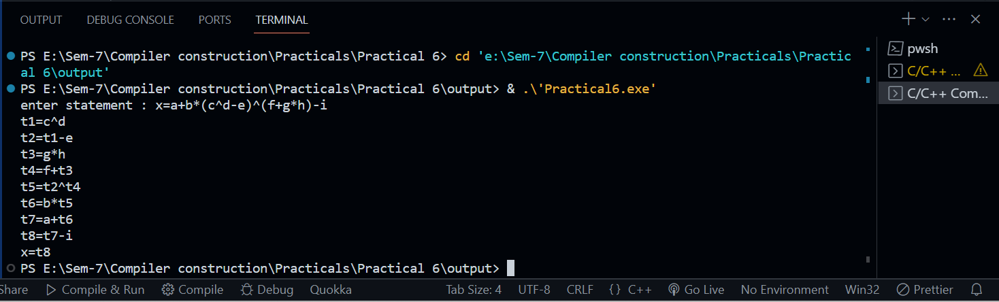 OUTPUT DEBUG CONSOLE PORTS TERMINAL
PS E:\Sem-7\Compiler construction\Practicals\Practical 6> cd 'e:\Sem-7\Compiler construction\Practicals\Practic
al 6\output'
PS E:\Sem-7\Compiler construction\Practicals\Practical 6\output> & .\'Practical6.exe'
enter statement : x=a+b*(c^d-e)^(f+g*h)-i
t1=c^d
t2=t1-e
t3=g*h
t4=f+t3
t5=t2^t4
t6=b*t5
t7=a+t6
t8=t7-i
x=t8
PS E:\Sem-7\Compiler construction\Practicals\Practical 6\output>
pwsh
C/C++ ...
C/C++ Com...
Share Compile & Run Compile Debug Quokka Tab Size: 4 UTF-8 CRLF {} C++ Go Live No Environment Win32 Prettier